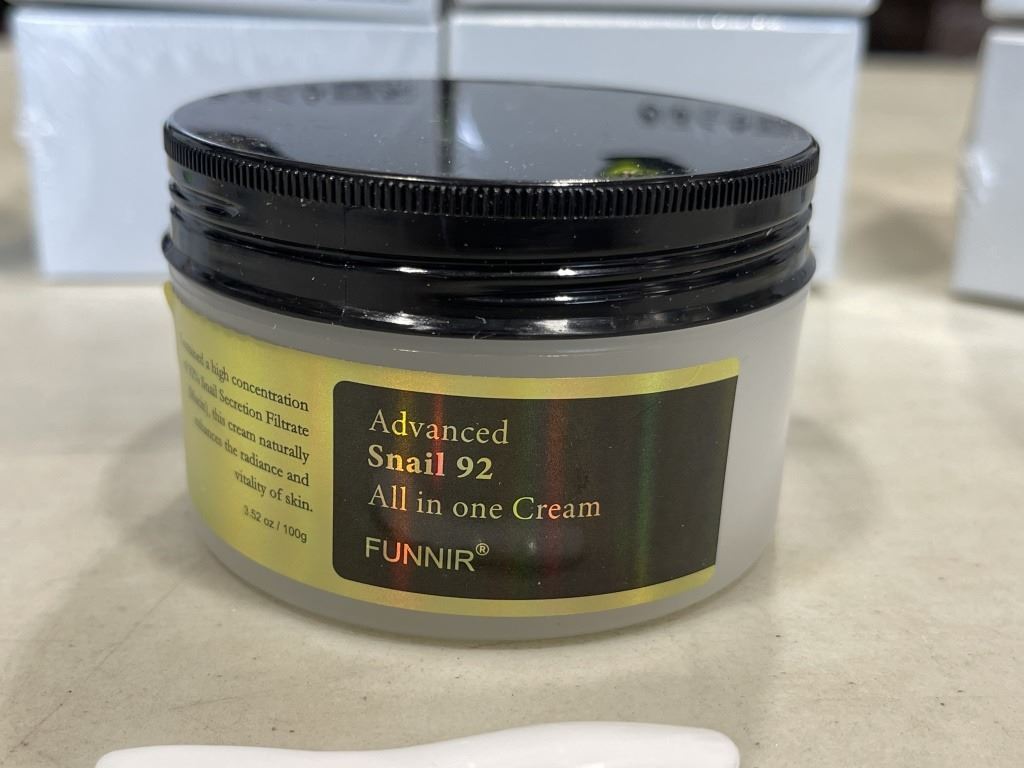 a high concentration
Snail Secretion Filtrate
this cream naturally
enhances the radiance and
vitality of skin.
3.52 oz / 100g
Advanced
Snail 92
All in one Cream
FUNNIR®